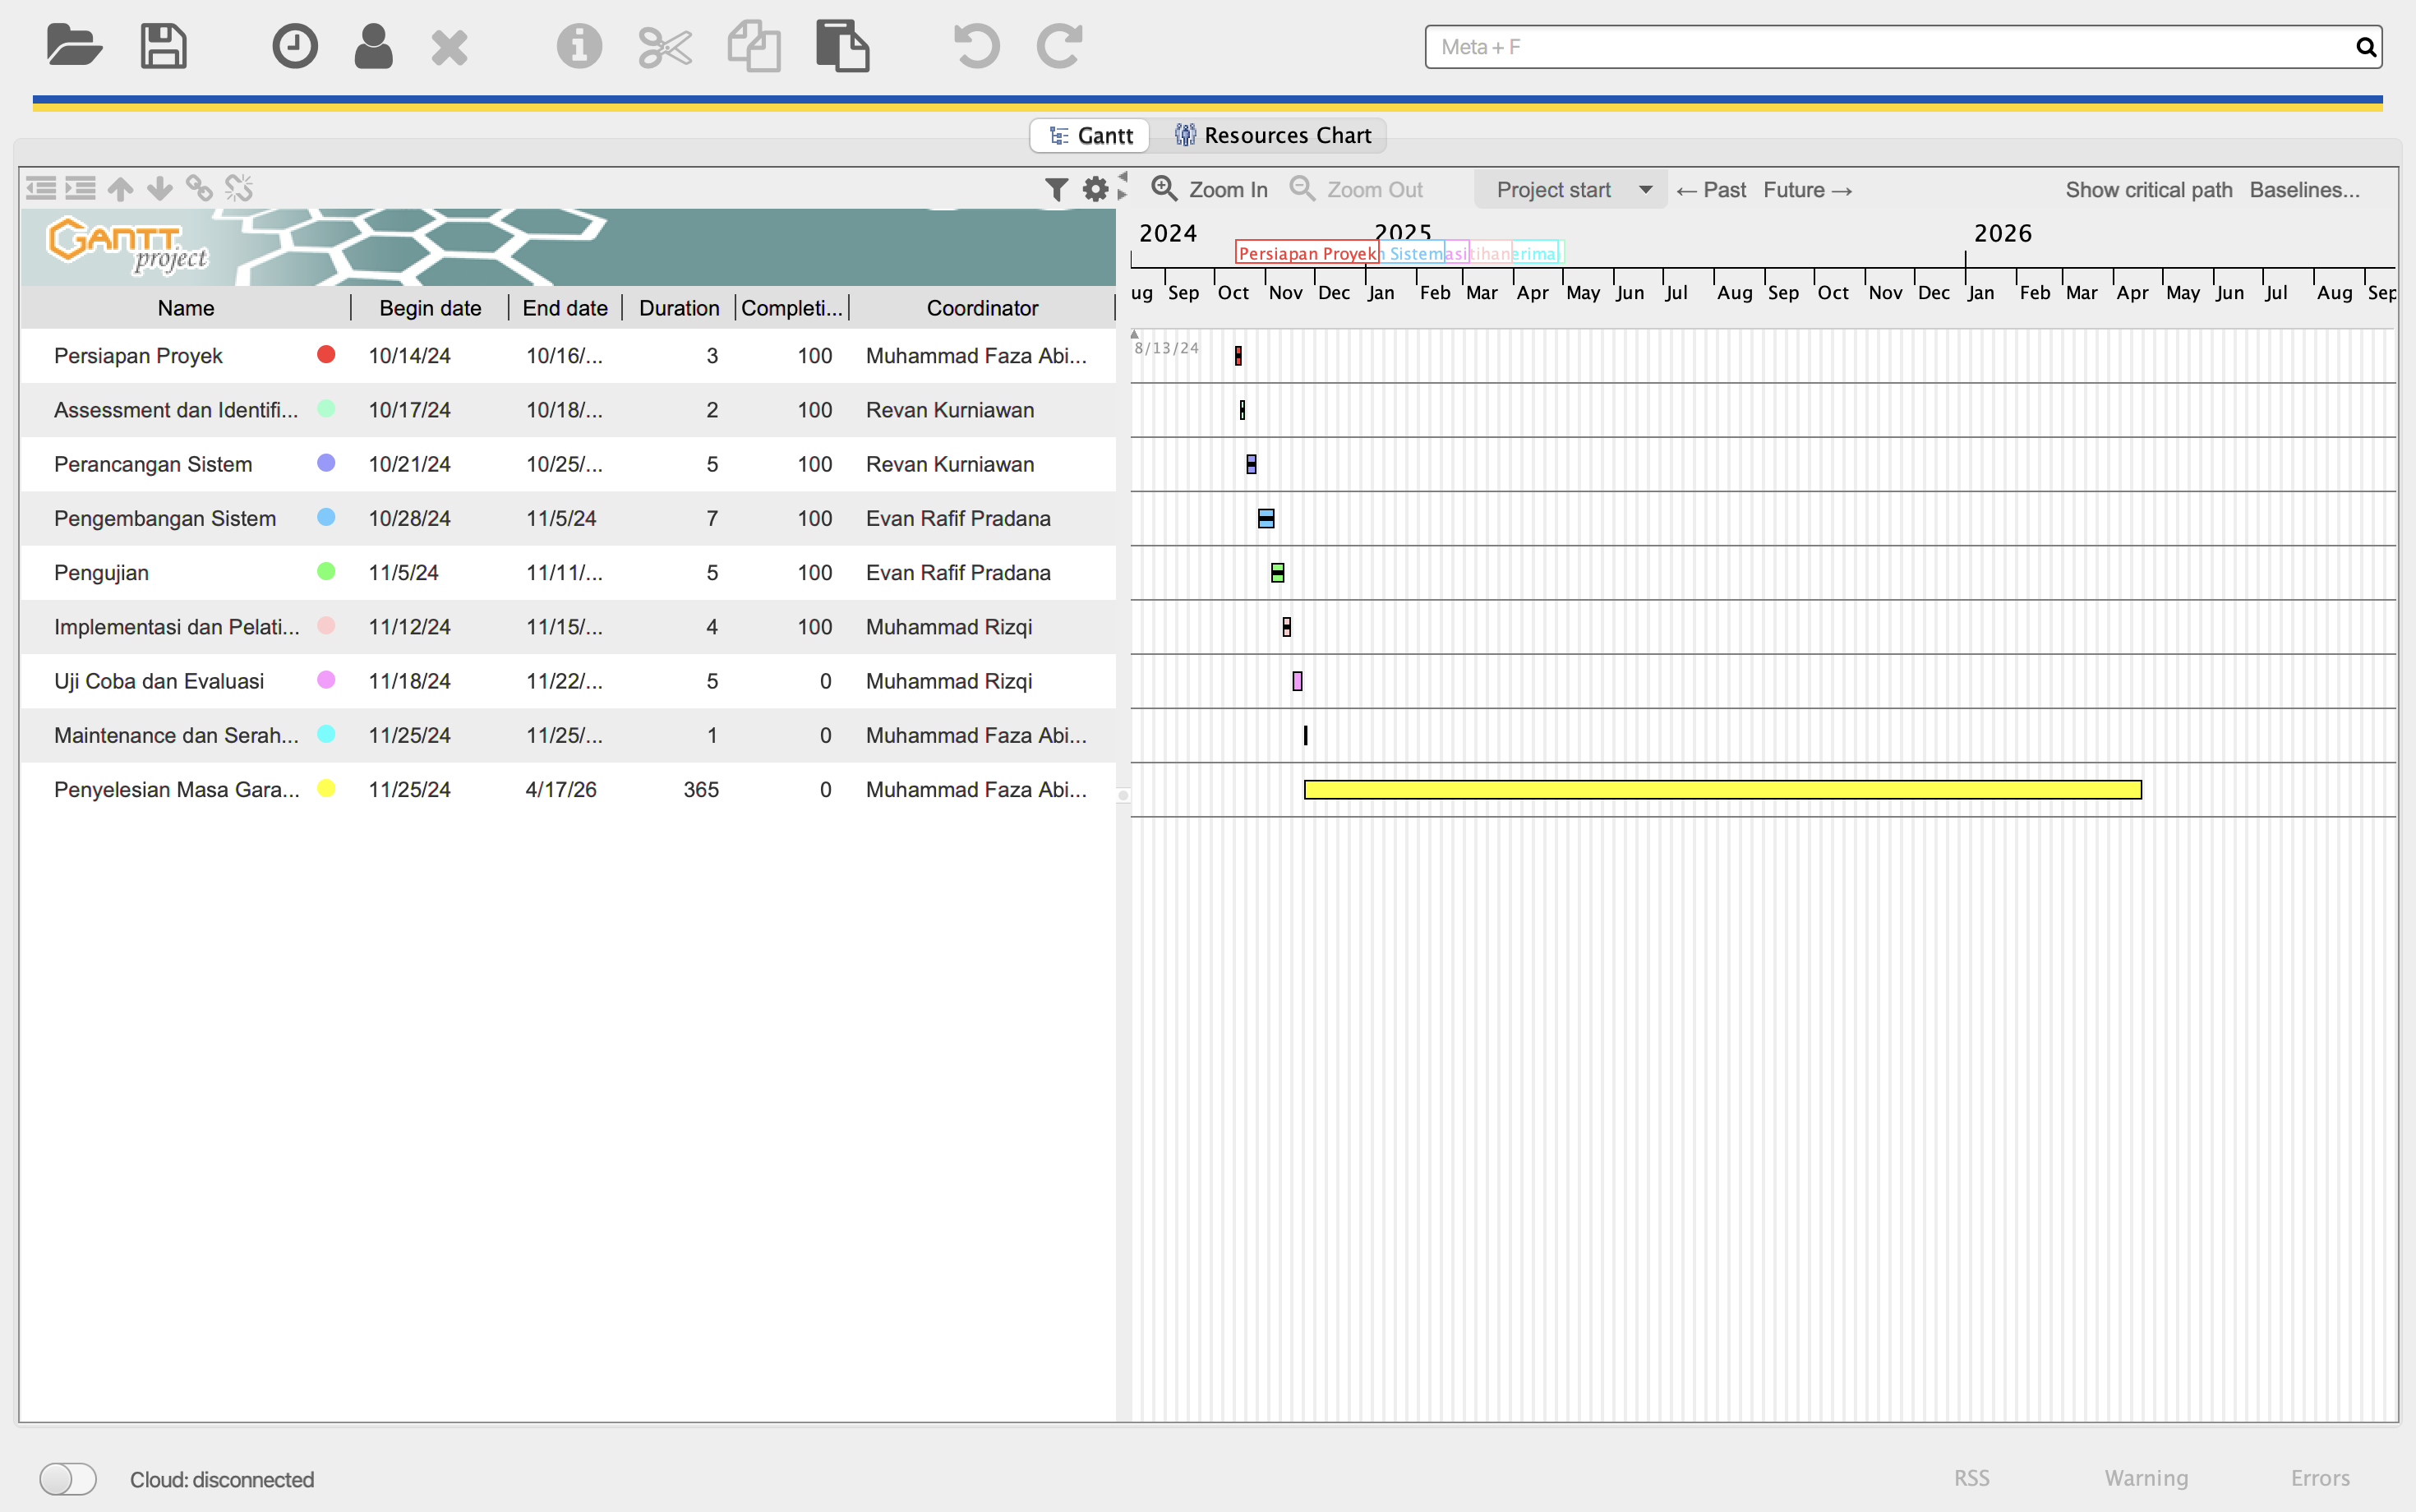 Meta + F
Gantt Resources Chart
Zoom In Zoom Out Project start ← Past Future → Show critical path Baselines...
GANTT project
2024 2025 2026
Persiapan Proyek n Sistem asi tihan erima
ug Sep Oct Nov Dec Jan Feb Mar Apr May Jun Jul Aug Sep Oct Nov Dec Jan Feb Mar Apr May Jun Jul Aug Sep
Name Begin date End date Duration Completi... Coordinator
8/13/24
Persiapan Proyek 10/14/24 10/16/... 3 100 Muhammad Faza Abi...
Assessment dan Identifi... 10/17/24 10/18/... 2 100 Revan Kurniawan
Perancangan Sistem 10/21/24 10/25/... 5 100 Revan Kurniawan
Pengembangan Sistem 10/28/24 11/5/24 7 100 Evan Rafif Pradana
Pengujian 11/5/24 11/11/... 5 100 Evan Rafif Pradana
Implementasi dan Pelati... 11/12/24 11/15/... 4 100 Muhammad Rizqi
Uji Coba dan Evaluasi 11/18/24 11/22/... 5 0 Muhammad Rizqi
Maintenance dan Serah... 11/25/24 11/25/... 1 0 Muhammad Faza Abi...
Penyelesian Masa Gara... 11/25/24 4/17/26 365 0 Muhammad Faza Abi...
Cloud: disconnected RSS Warning Errors